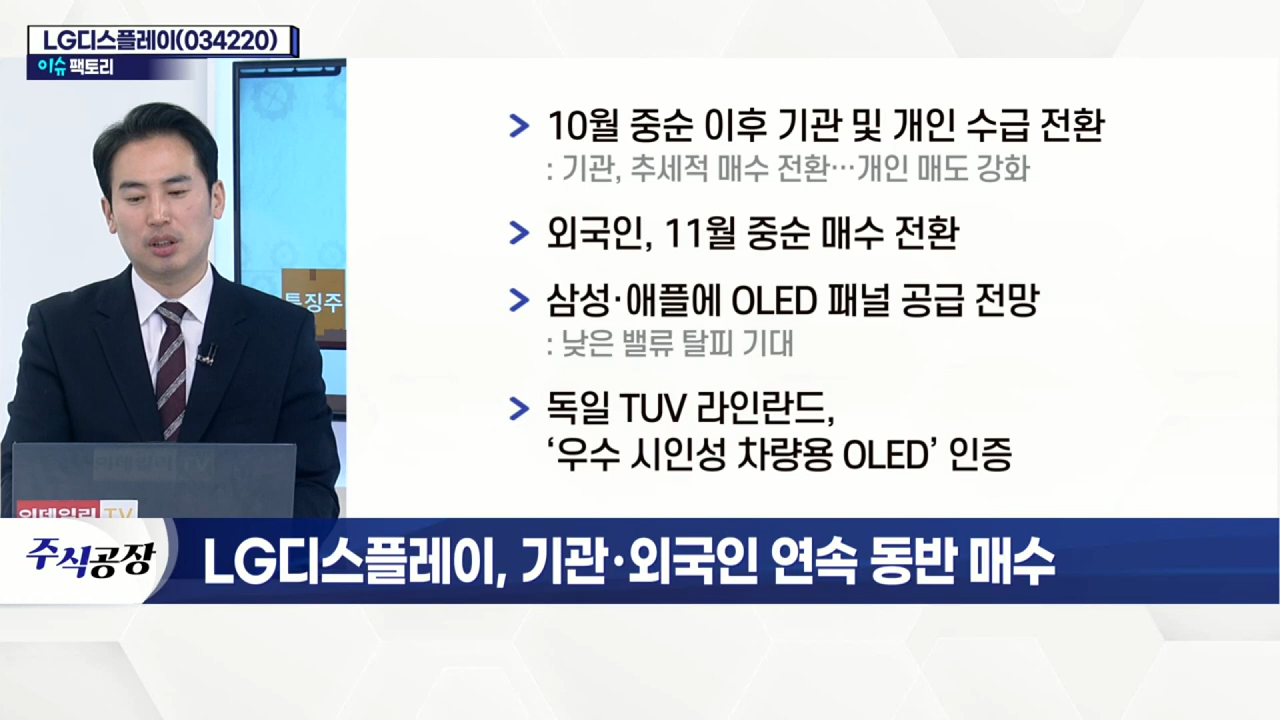 LG디스플레이(034220)
이슈 팩토리
> 10월 중순 이후 기관 및 개인 수급 전환
: 기관, 추세적 매수 전환…개인 매도 강화
> 외국인, 11월 중순 매수 전환
> 삼성·애플에 OLED 패널 공급 전망
: 낮은 밸류 탈피 기대
> 독일 TUV 라인란드,
‘우수 시인성 차량용 OLED’ 인증
특징주
이데일리 TV
주식공장
LG디스플레이, 기관·외국인 연속 동반 매수